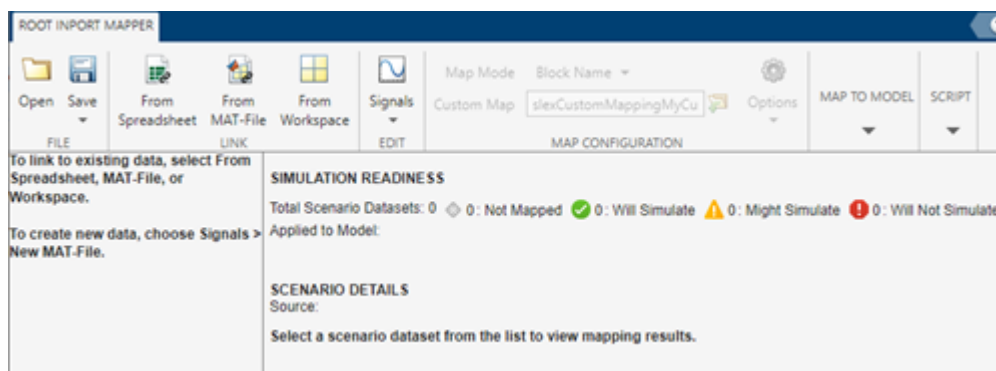 ROOT INPORT MAPPER
Open Save From Spreadsheet From MAT-File From Workspace Signals Map Mode Block Name Custom Map slexCustomMappingMyCu Options MAP TO MODEL SCRIPT
FILE LINK EDIT MAP CONFIGURATION
To link to existing data, select From
Spreadsheet, MAT-File, or
Workspace.
To create new data, choose Signals >
New MAT-File.
SIMULATION READINESS
Total Scenario Datasets: 0 0: Not Mapped 0: Will Simulate 0: Might Simulate 0: Will Not Simulate
Applied to Model:
SCENARIO DETAILS
Source:
Select a scenario dataset from the list to view mapping results.